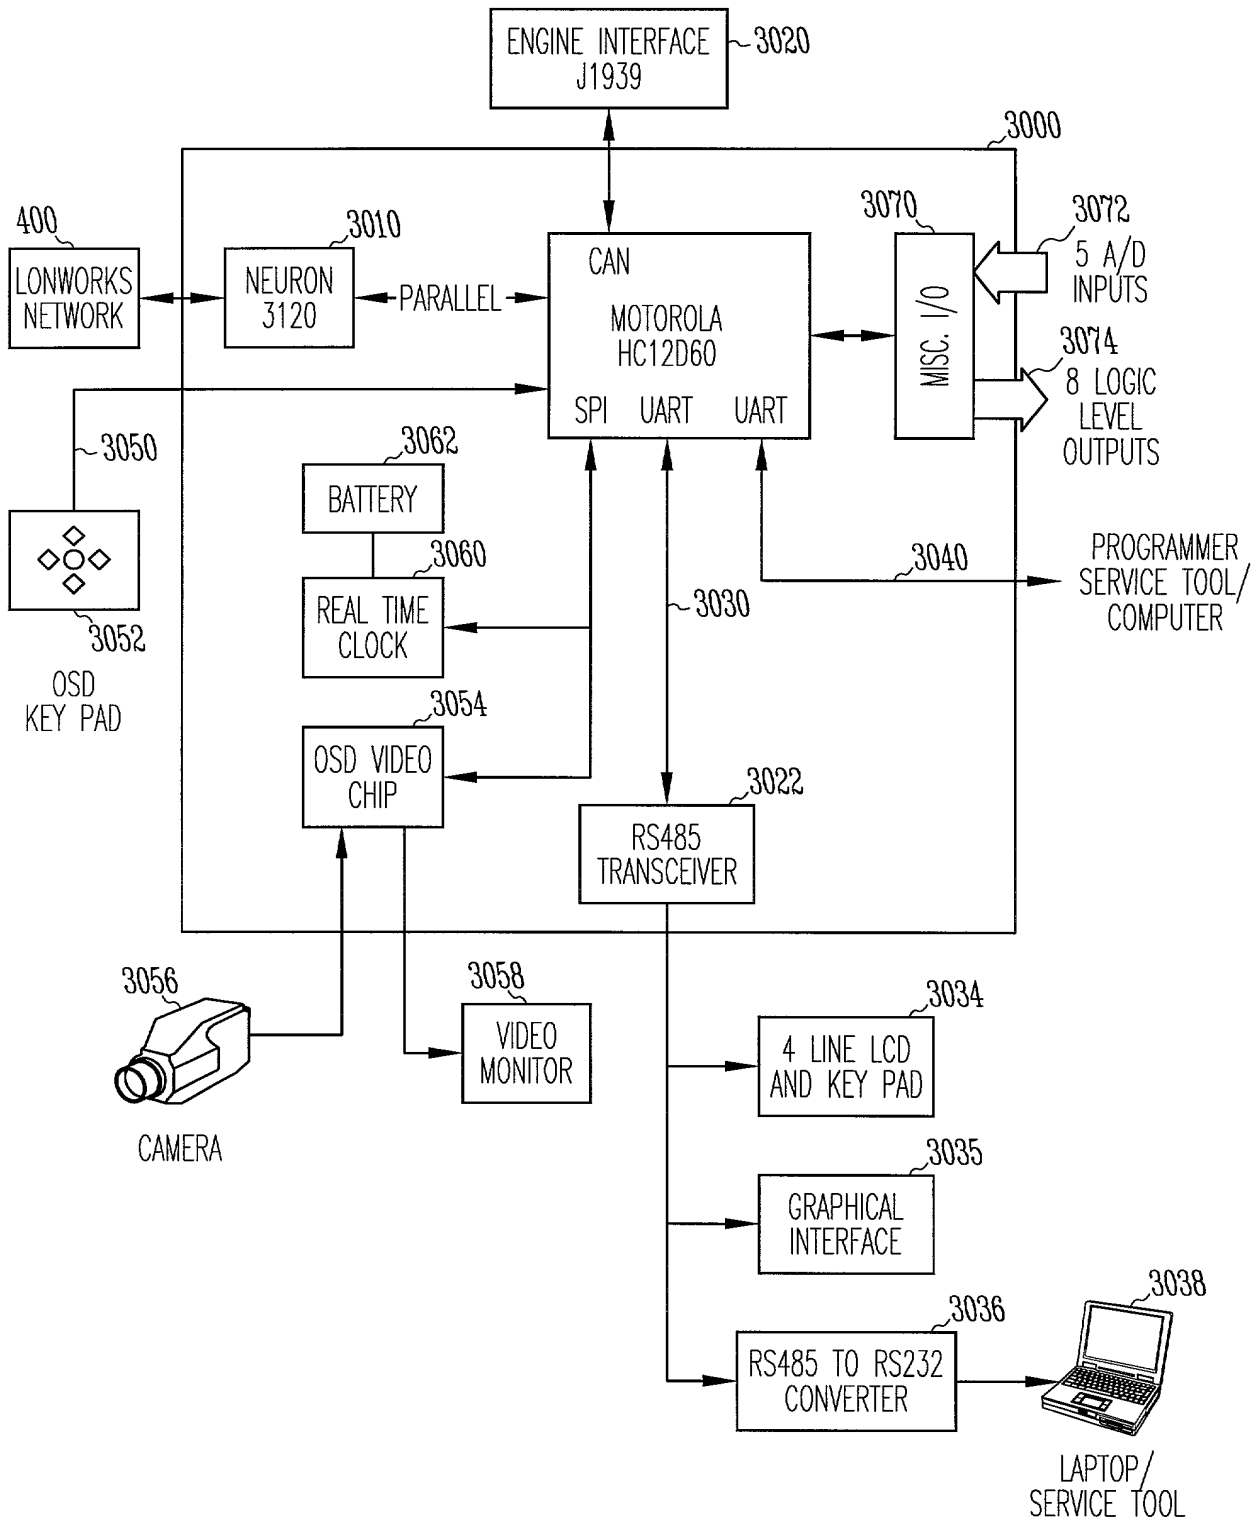 ENGINE INTERFACE
J1939
3020
3000
400
LONWORKS
NETWORK
3010
NEURON
3120
PARALLEL
CAN
MOTOROLA
HC12D60
SPI UART UART
3070
MISC. I/O
3072
5 A/D
INPUTS
3074
8 LOGIC
LEVEL
OUTPUTS
3050
3052
OSD
KEY PAD
3062
BATTERY
3060
REAL TIME
CLOCK
3054
OSD VIDEO
CHIP
3030
3040
PROGRAMMER
SERVICE TOOL/
COMPUTER
3022
RS485
TRANSCEIVER
3056
CAMERA
3058
VIDEO
MONITOR
3034
4 LINE LCD
AND KEY PAD
3035
GRAPHICAL
INTERFACE
3036
RS485 TO RS232
CONVERTER
3038
LAPTOP/
SERVICE TOOL